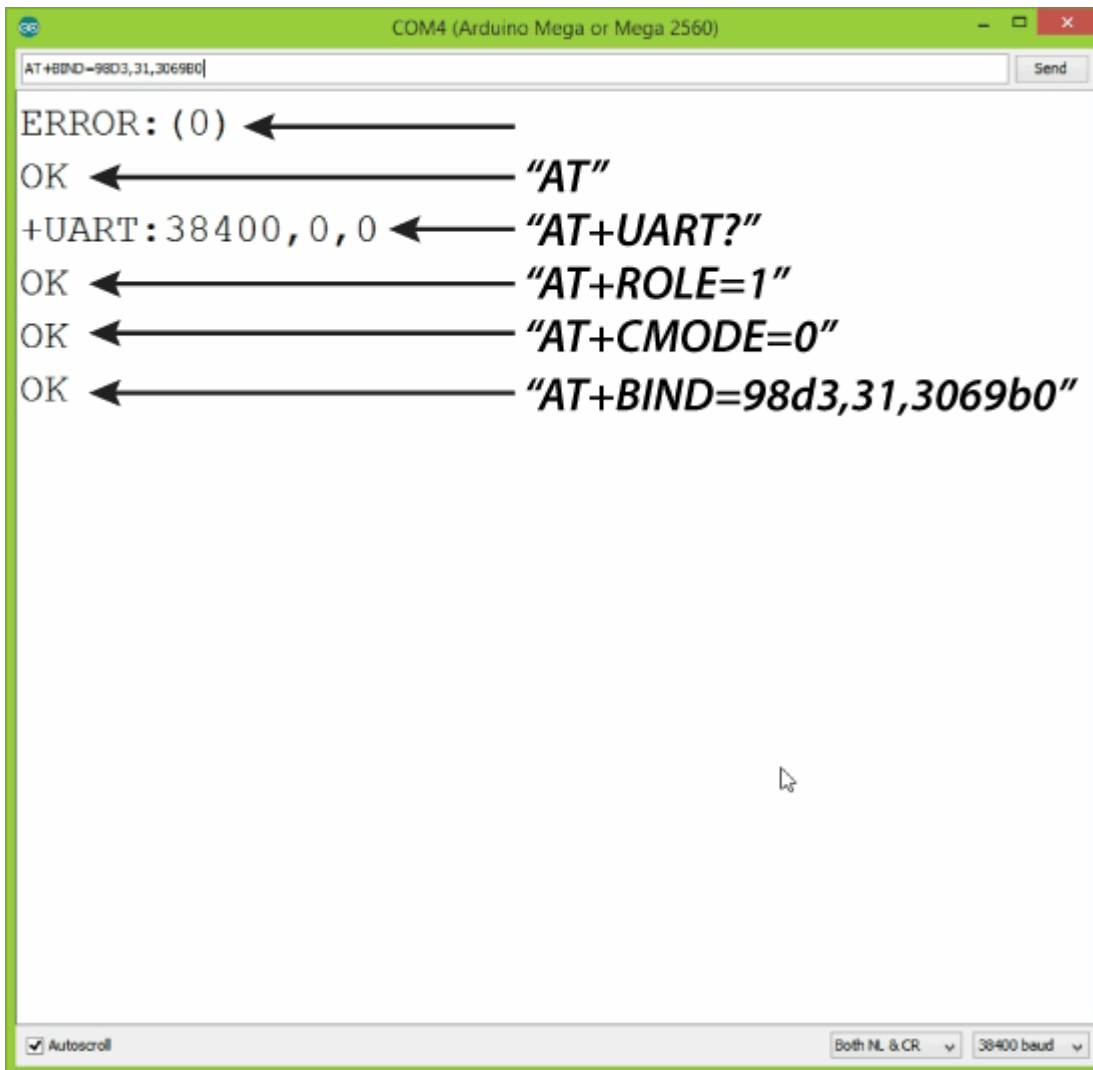 COM4 (Arduino Mega or Mega 2560)
AT+BIND=98D3,31,3069B0
Send
ERROR:(0)
OK “AT”
+UART:38400,0,0 “AT+UART?”
OK “AT+ROLE=1”
OK “AT+CMODE=0”
OK “AT+BIND=98d3,31,3069b0”
Autoscroll
Both NL & CR
38400 baud